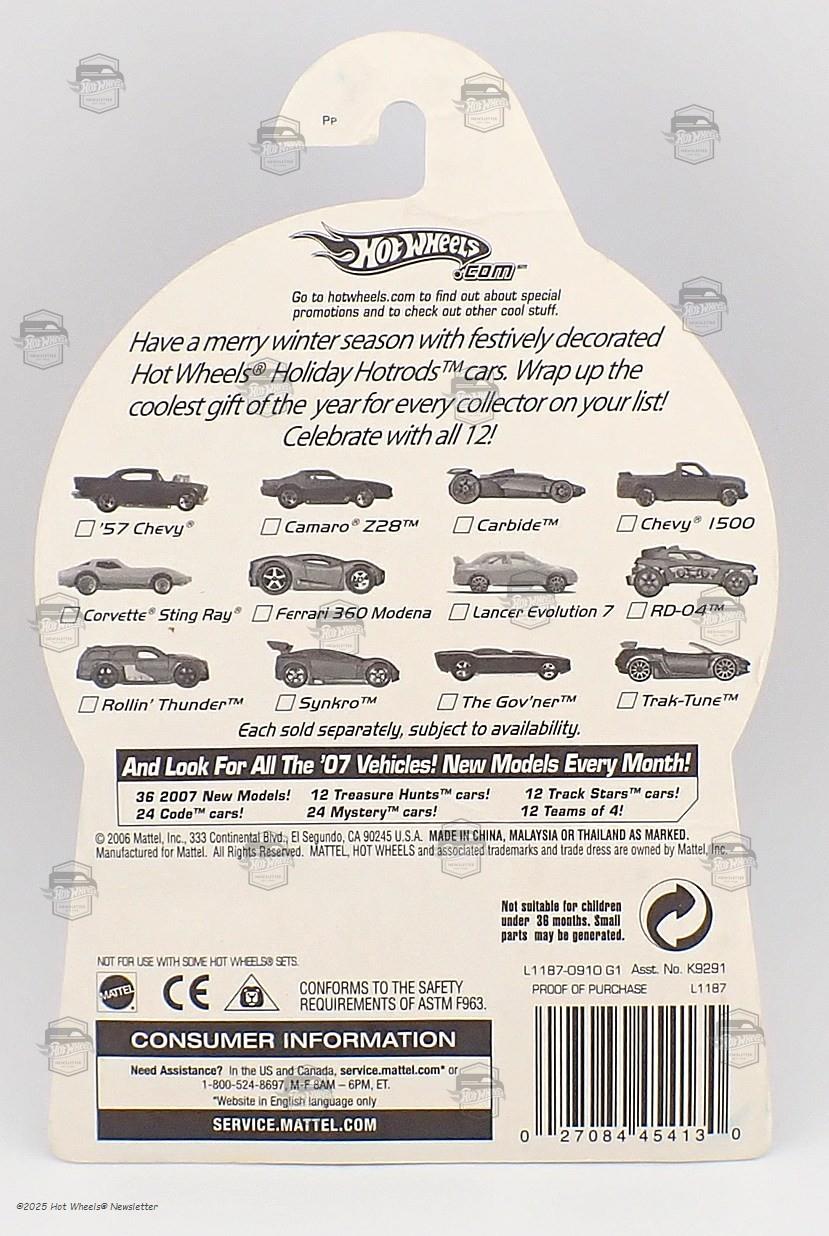 Pp
HOT WHEELS
.COM™
Go to hotwheels.com to find out about special
promotions and to check out other cool stuff.
Have a merry winter season with festively decorated
Hot Wheels® Holiday Hotrods™ cars. Wrap up the
coolest gift of the year for every collector on your list!
Celebrate with all 12!
'57 Chevy® Camaro® Z28™ Carbide™ Chevy® 1500
Corvette® Sting Ray® Ferrari 360 Modena Lancer Evolution 7 RD-04™
Rollin' Thunder™ Synkro™ The Gov'ner™ Trak-Tune™
Each sold separately, subject to availability.
And Look For All The '07 Vehicles! New Models Every Month!
36 2007 New Models! 12 Treasure Hunts™ cars! 12 Track Stars™ cars!
24 Code™ cars! 24 Mystery™ cars! 12 Teams of 4!
© 2006 Mattel, Inc., 333 Continental Blvd., El Segundo, CA 90245 U.S.A. MADE IN CHINA, MALAYSIA OR THAILAND AS MARKED.
Manufactured for Mattel. All Rights Reserved. MATTEL, HOT WHEELS and associated trademarks and trade dress are owned by Mattel, Inc.
Not suitable for children
under 36 months. Small
parts may be generated.
NOT FOR USE WITH SOME HOT WHEELS® SETS.
L1187-0910 G1 Asst. No. K9291
PROOF OF PURCHASE L1187
MATTEL
CE
CONFORMS TO THE SAFETY
REQUIREMENTS OF ASTM F963.
CONSUMER INFORMATION
Need Assistance? In the US and Canada, service.mattel.com* or
1-800-524-8697, M-F 8AM – 6PM, ET.
*Website in English language only
SERVICE.MATTEL.COM
0 27084 45413 0
©2025 Hot Wheels® Newsletter